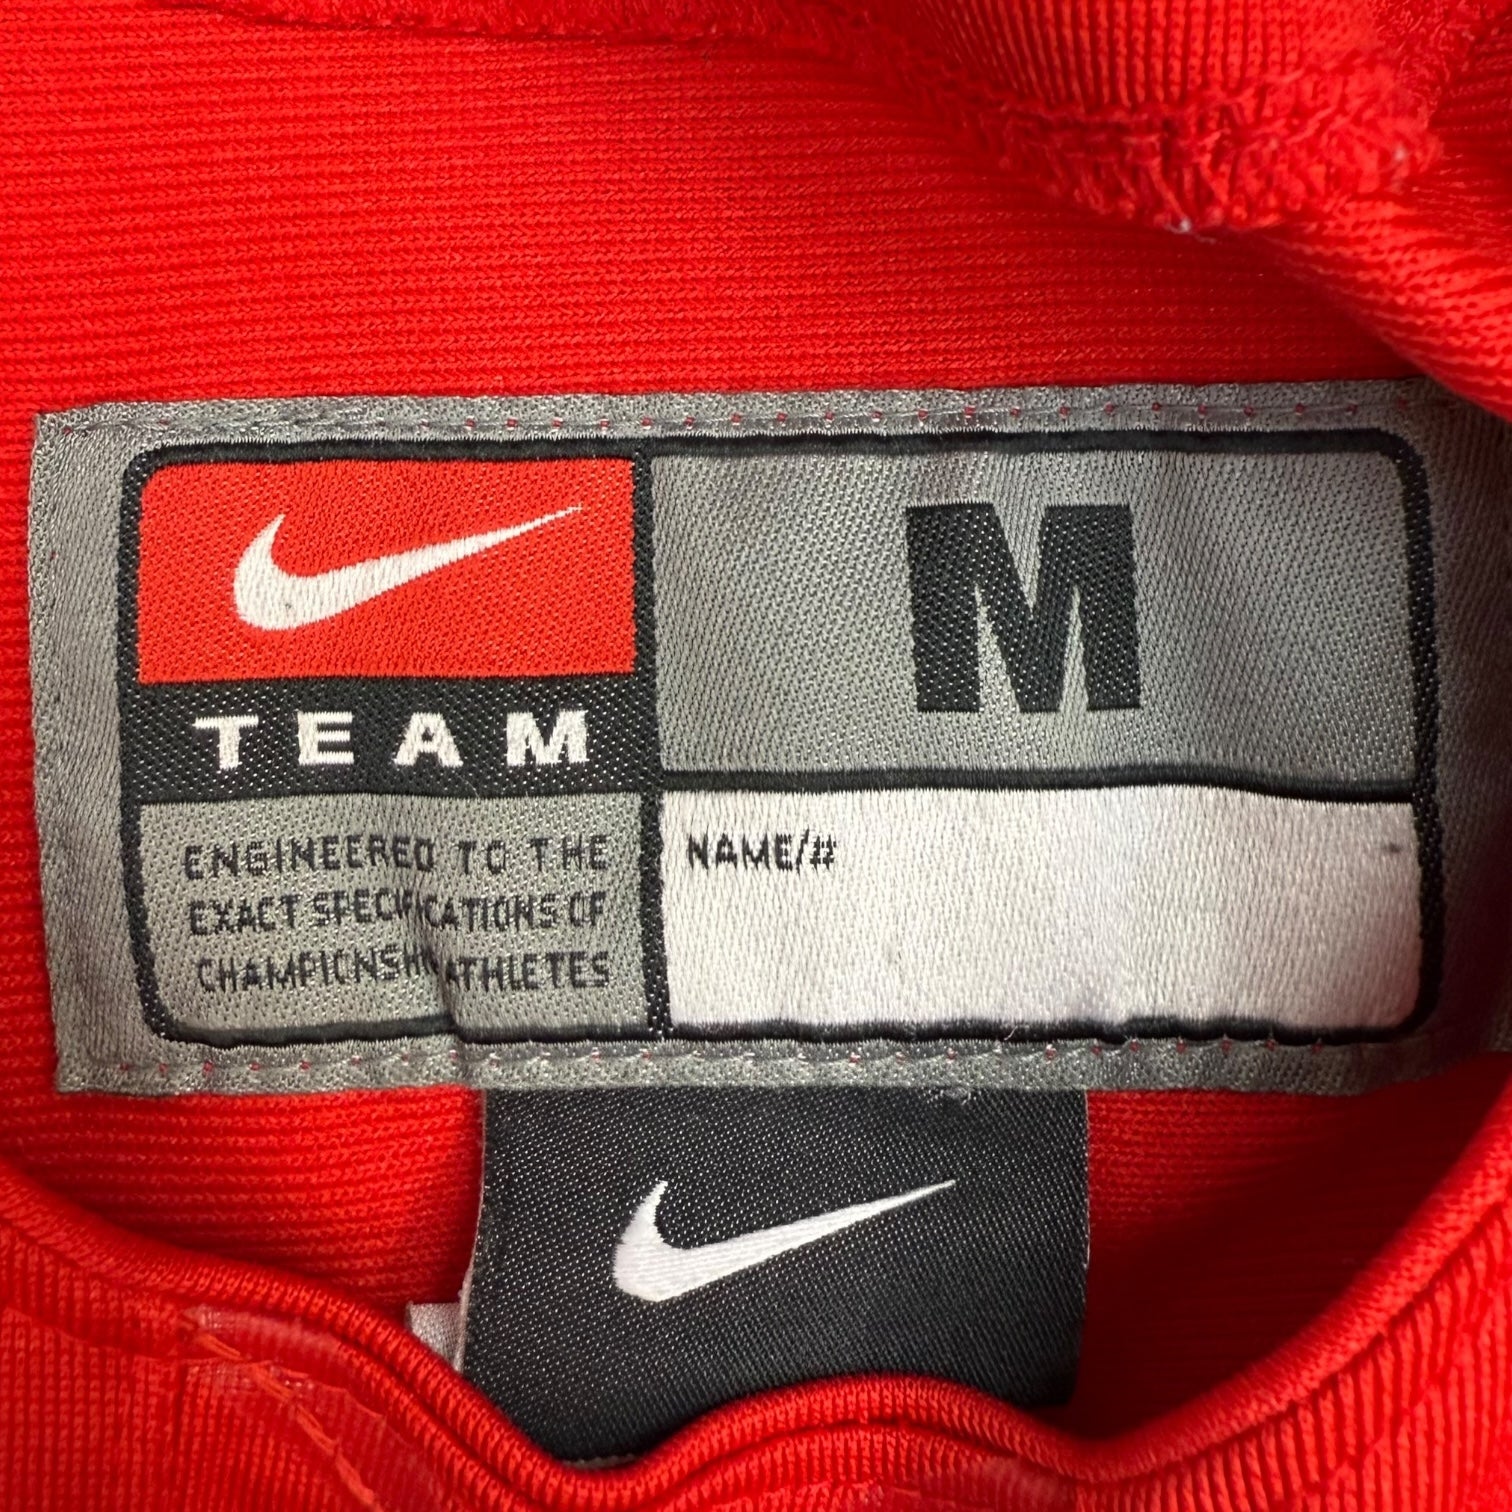 TEAM
ENGINEERED TO THE
EXACT SPECIFICATIONS OF
CHAMPIONSHIP ATHLETES
M
NAME/#